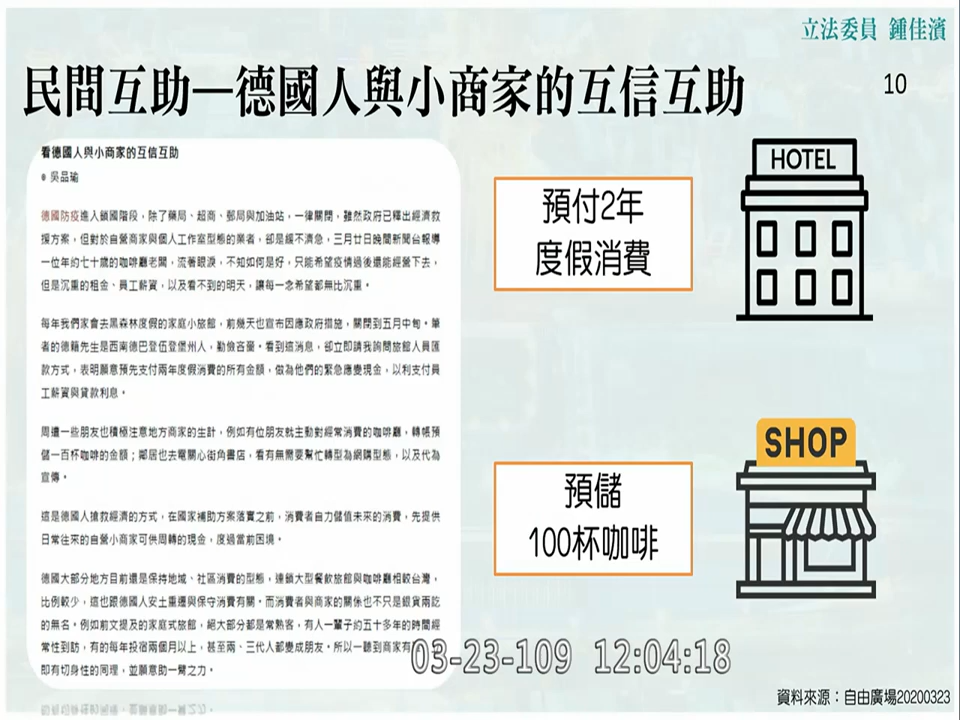 立法委員 鍾佳濱
民間互助—德國人與小商家的互信互助
10
看德國人與小商家的互信互助
● 吳品瑜
德國防疫進入鎖國階段，除了藥局、超商、郵局與加油站，一律關閉，雖然政府已釋出經濟救
援方案，但對於自營商家與個人工作室型態的業者，卻是緩不濟急，三月廿日晚間新聞台報導
一位年約七十歲的咖啡廳老闆，流著眼淚，不知如何是好，只能希望疫情過後還能經營下去，
但是沉重的租金、員工薪資，以及看不到的明天，讓每一念希望都無比沉重。
每年我們家會去黑森林度假的家庭小旅館，前幾天也宣布因應政府措施，關閉到五月中旬。筆
者的德籍先生是西南德巴登伍登堡州人，勤儉吝嗇。看到這消息，卻立即請我詢問旅館人員匯
款方式，表明願意預先支付兩年度假消費的所有金額，做為他們的緊急應變現金，以利支付員
工薪資與貸款利息。
周遭一些朋友也積極注意地方商家的生計，例如有位朋友就主動對經常消費的咖啡廳，轉帳預
儲一百杯咖啡的金額；鄰居也去電關心街角書店，看有無需要幫忙轉型為網購型態，以及代為
宣傳。
這是德國人搶救經濟的方式，在國家補助方案落實之前，消費者自力儲值未來的消費，先提供
日常往來的自營小商家可供周轉的現金，度過當前困境。
德國大部分地方目前還是保持地域、社區消費的型態，連鎖大型餐飲旅館與咖啡廳相較台灣，
比例較少，這也跟德國人安土重遷與保守消費有關。而消費者與商家的關係也不只是銀貨兩訖
的無名。例如前文提及的家庭式旅館，絕大部分都是常熟客，有人一輩子約五十多年的時間經
常性到訪，有的每年投宿兩個月以上，甚至兩、三代人都變成朋友。所以一聽到商家有
即有切身性的同理，並願意助一臂之力。
預付2年
度假消費
HOTEL
SHOP
預儲
100杯咖啡
03-23-109 12:04:18
資料來源：自由廣場20200323